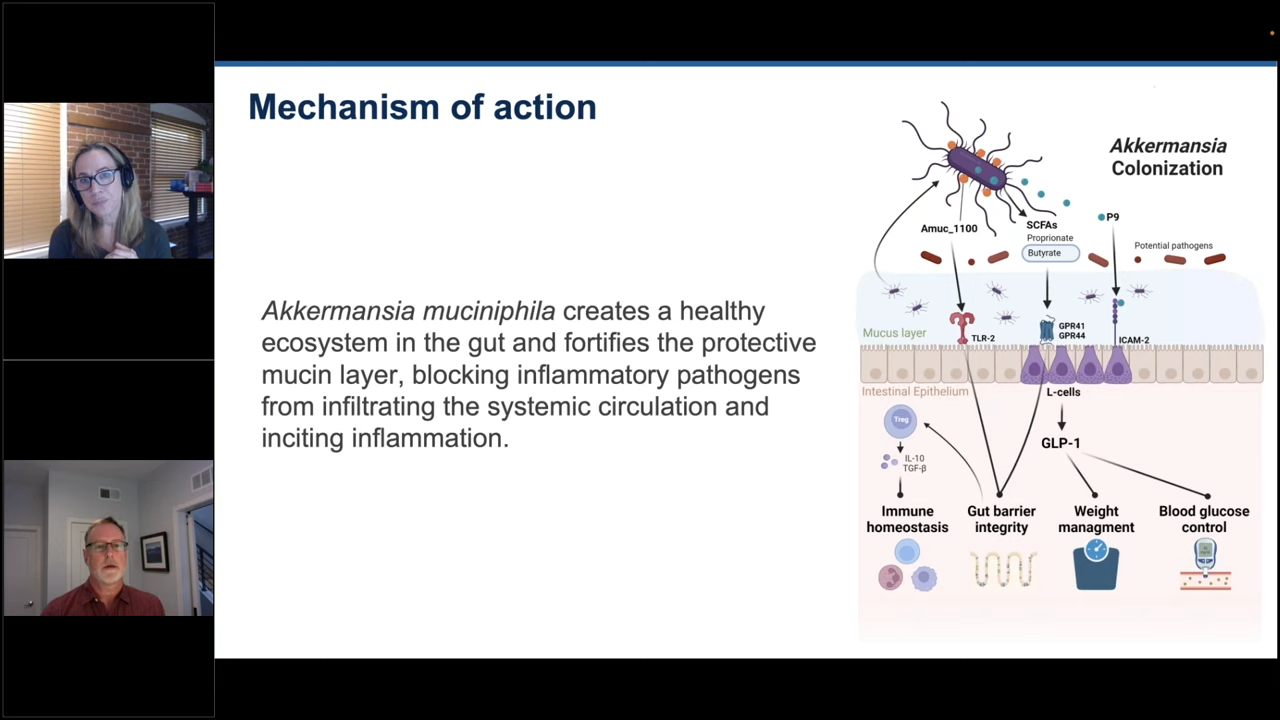 Mechanism of action
Akkermansia muciniphila creates a healthy
ecosystem in the gut and fortifies the protective
mucin layer, blocking inflammatory pathogens
from infiltrating the systemic circulation and
inciting inflammation.
Akkermansia
Colonization
Amuc_1100
SCFAs
Proprionate
Butyrate
P9
Potential pathogens
Mucus layer
TLR-2
GPR41
GPR44
ICAM-2
Intestinal Epithelium
L-cells
Treg
IL-10
TGF-β
GLP-1
Immune
homeostasis
Gut barrier
integrity
Weight
managment
Blood glucose
control